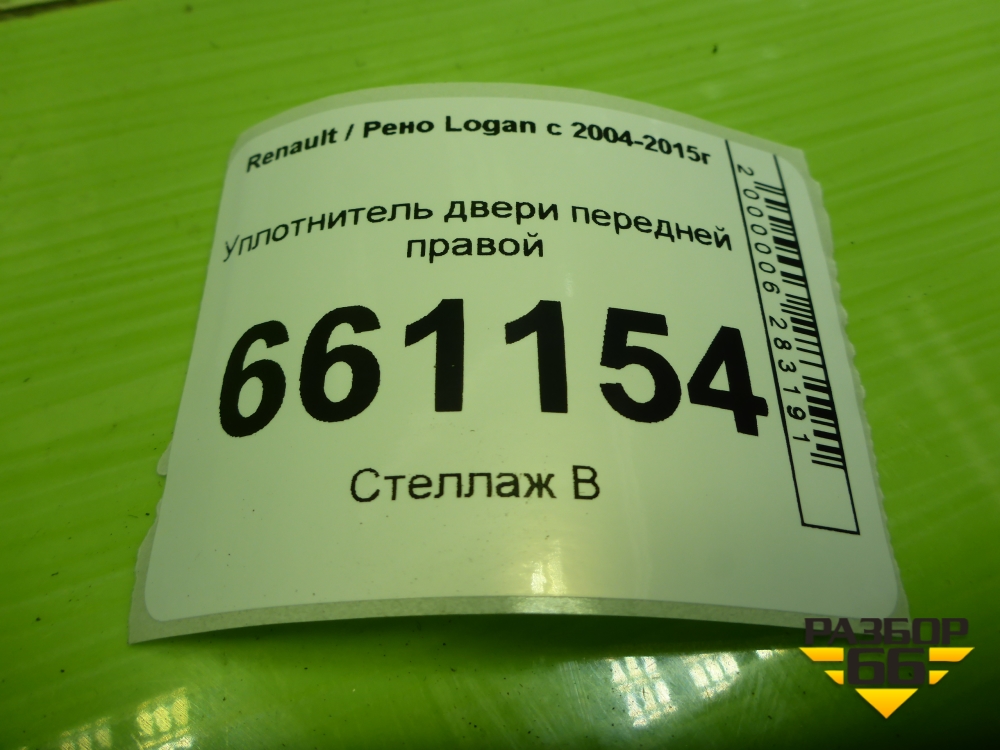 Renault / Рено Logan с 2004-2015г
Уплотнитель двери передней
правой
661154
Стеллаж В
2000006283191
РАЗБОР
66